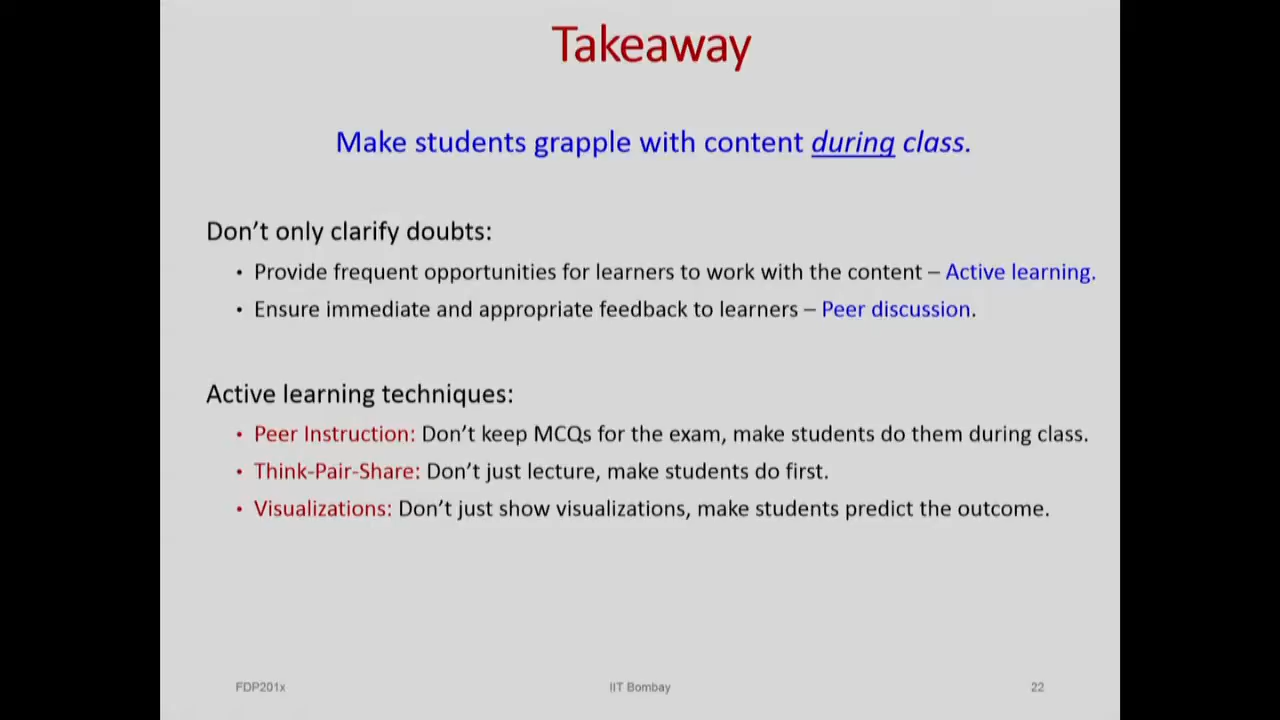 Takeaway
Make students grapple with content during class.
Don’t only clarify doubts:
• Provide frequent opportunities for learners to work with the content – Active learning.
• Ensure immediate and appropriate feedback to learners – Peer discussion.
Active learning techniques:
• Peer Instruction: Don’t keep MCQs for the exam, make students do them during class.
• Think-Pair-Share: Don’t just lecture, make students do first.
• Visualizations: Don’t just show visualizations, make students predict the outcome.
FDP201x IIT Bombay 22